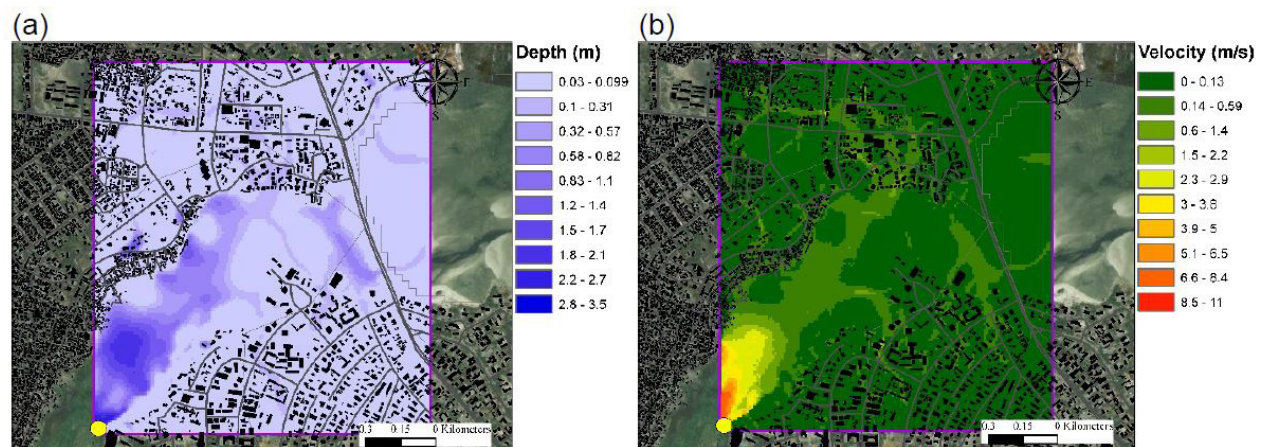 (a)
Depth (m)
0.03 - 0.099
0.1 - 0.31
0.32 - 0.57
0.58 - 0.82
0.83 - 1.1
1.2 - 1.4
1.5 - 1.7
1.8 - 2.1
2.2 - 2.7
2.8 - 3.5
W
E
S
0.3 0.15 0 Kilometers
(b)
Velocity (m/s)
0 - 0.13
0.14 - 0.59
0.6 - 1.4
1.5 - 2.2
2.3 - 2.9
3 - 3.8
3.9 - 5
5.1 - 6.5
6.6 - 8.4
8.5 - 11
W
E
S
0.3 0.15 0 Kilometers